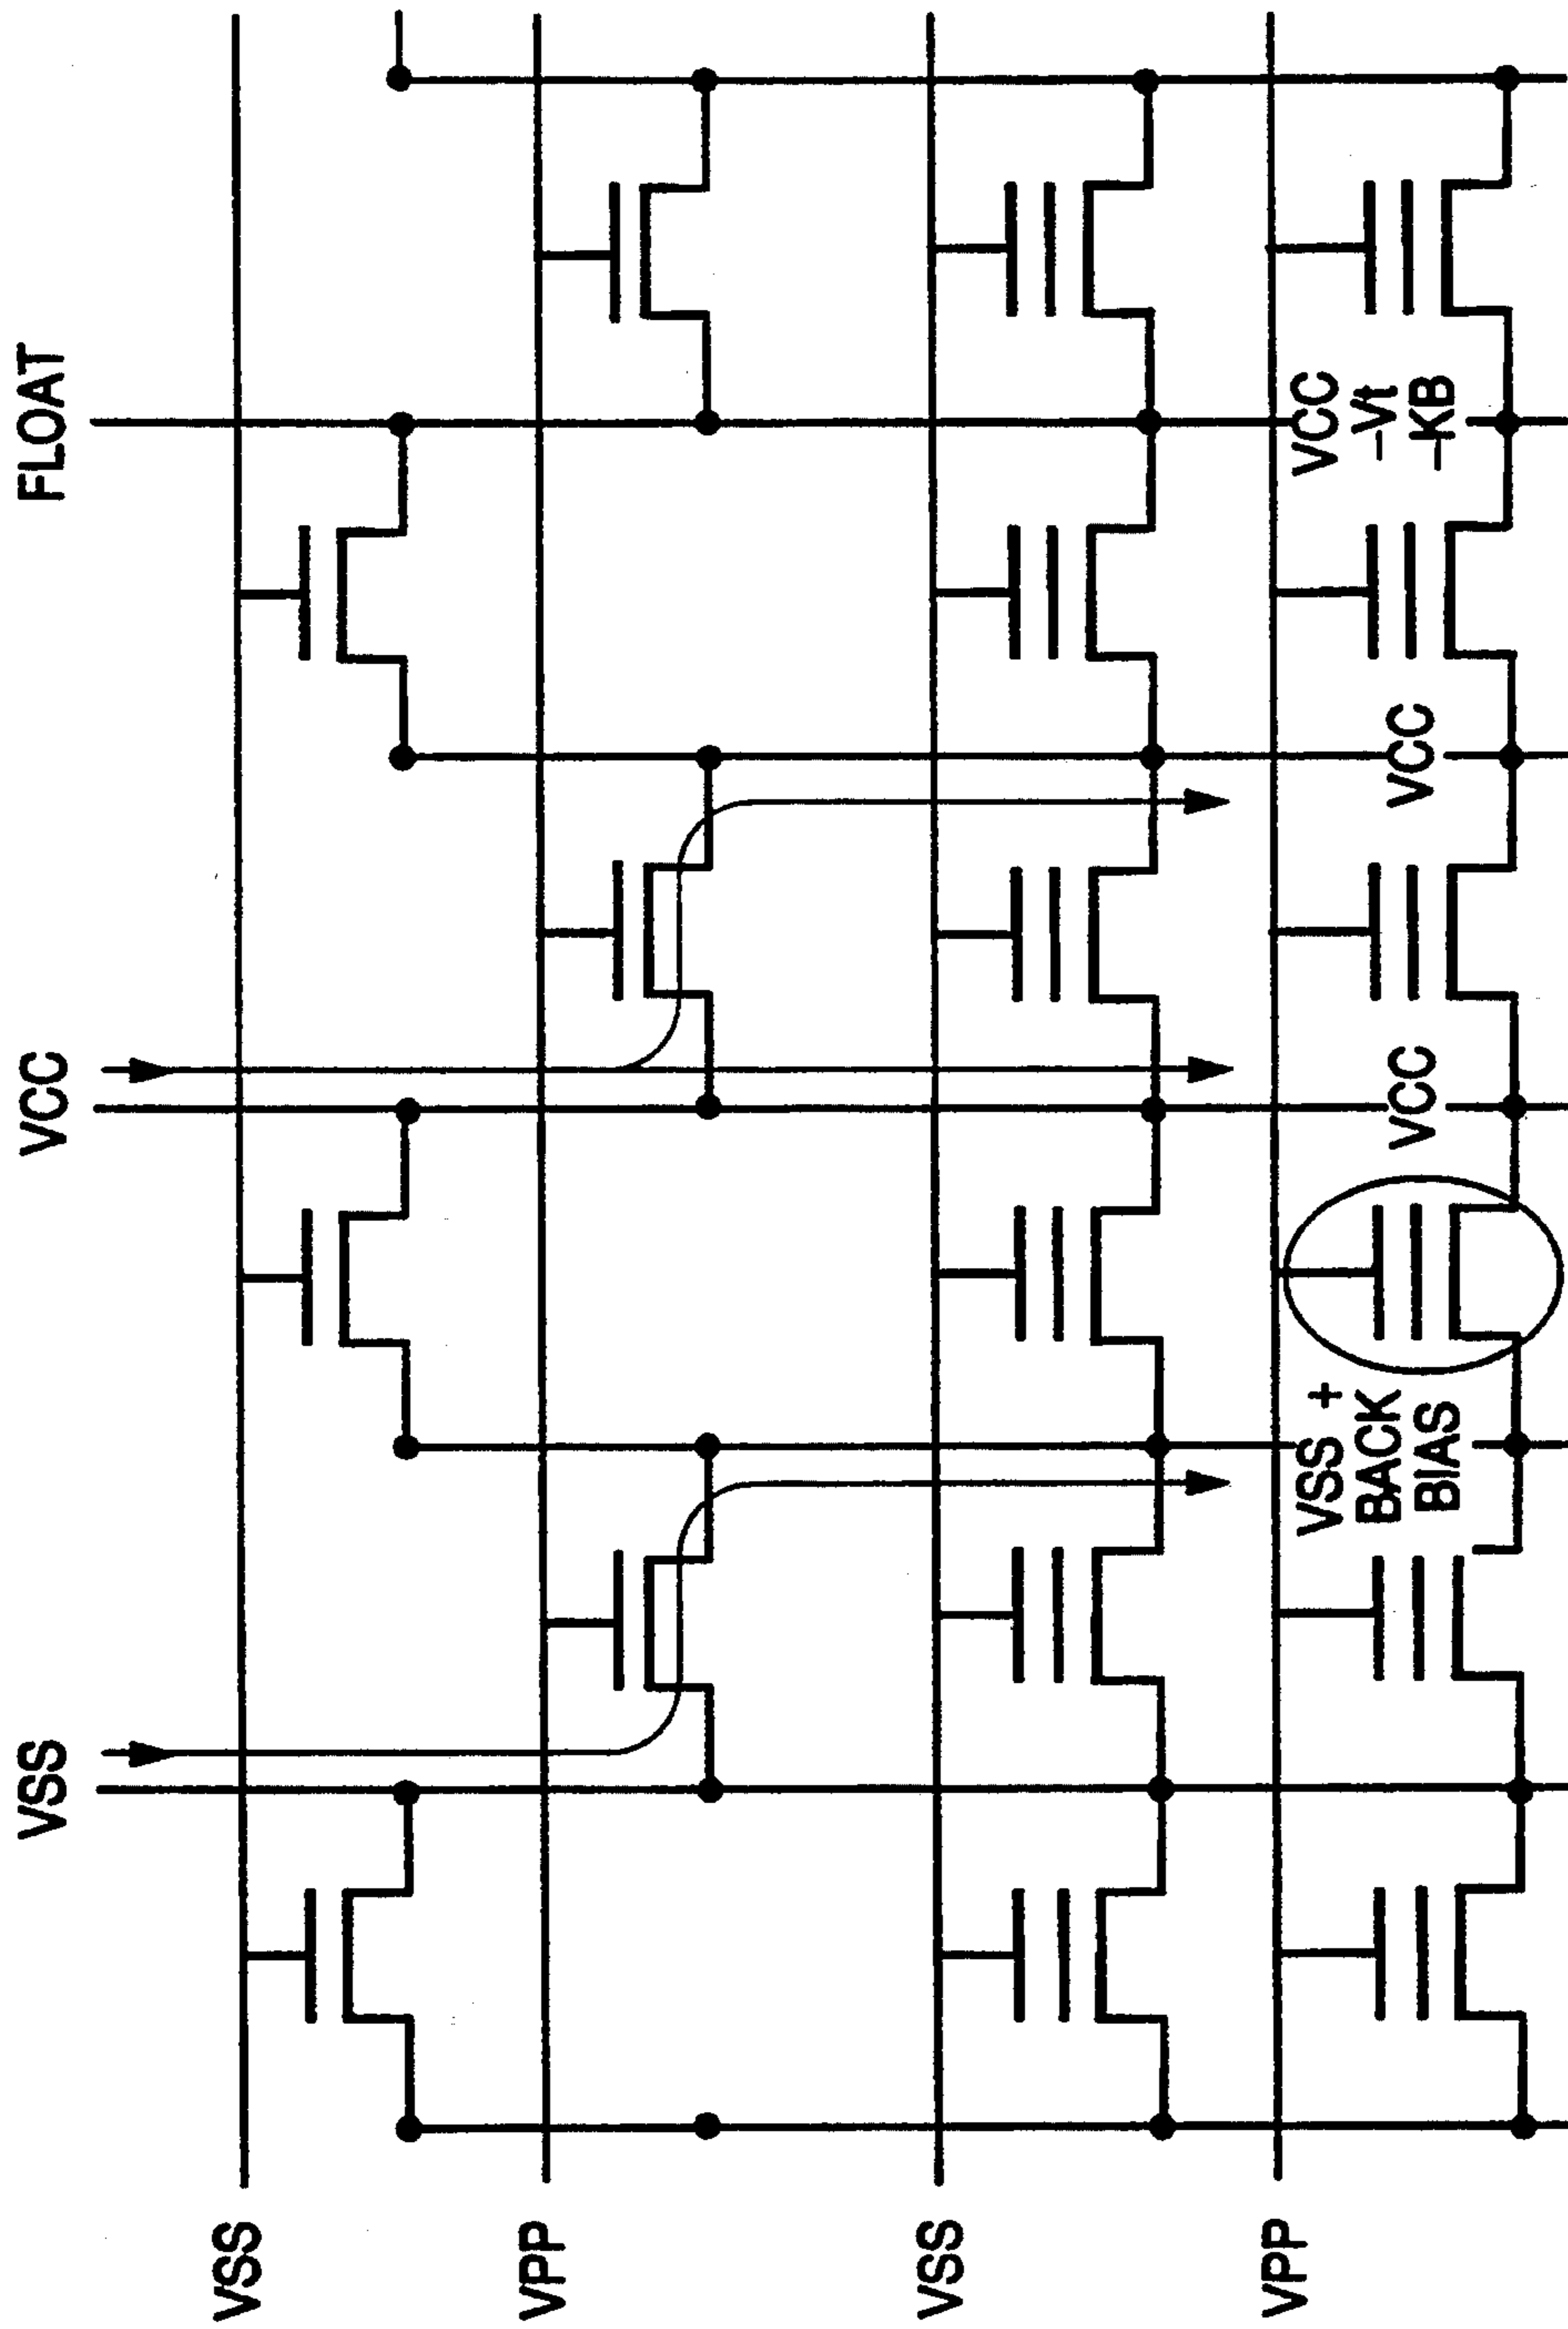 VSS
VCC
FLOAT
VSS
VPP
VSS
VPP
VSS +
BACK
BIAS
VCC
VCC
VCC
–Vt
–KB